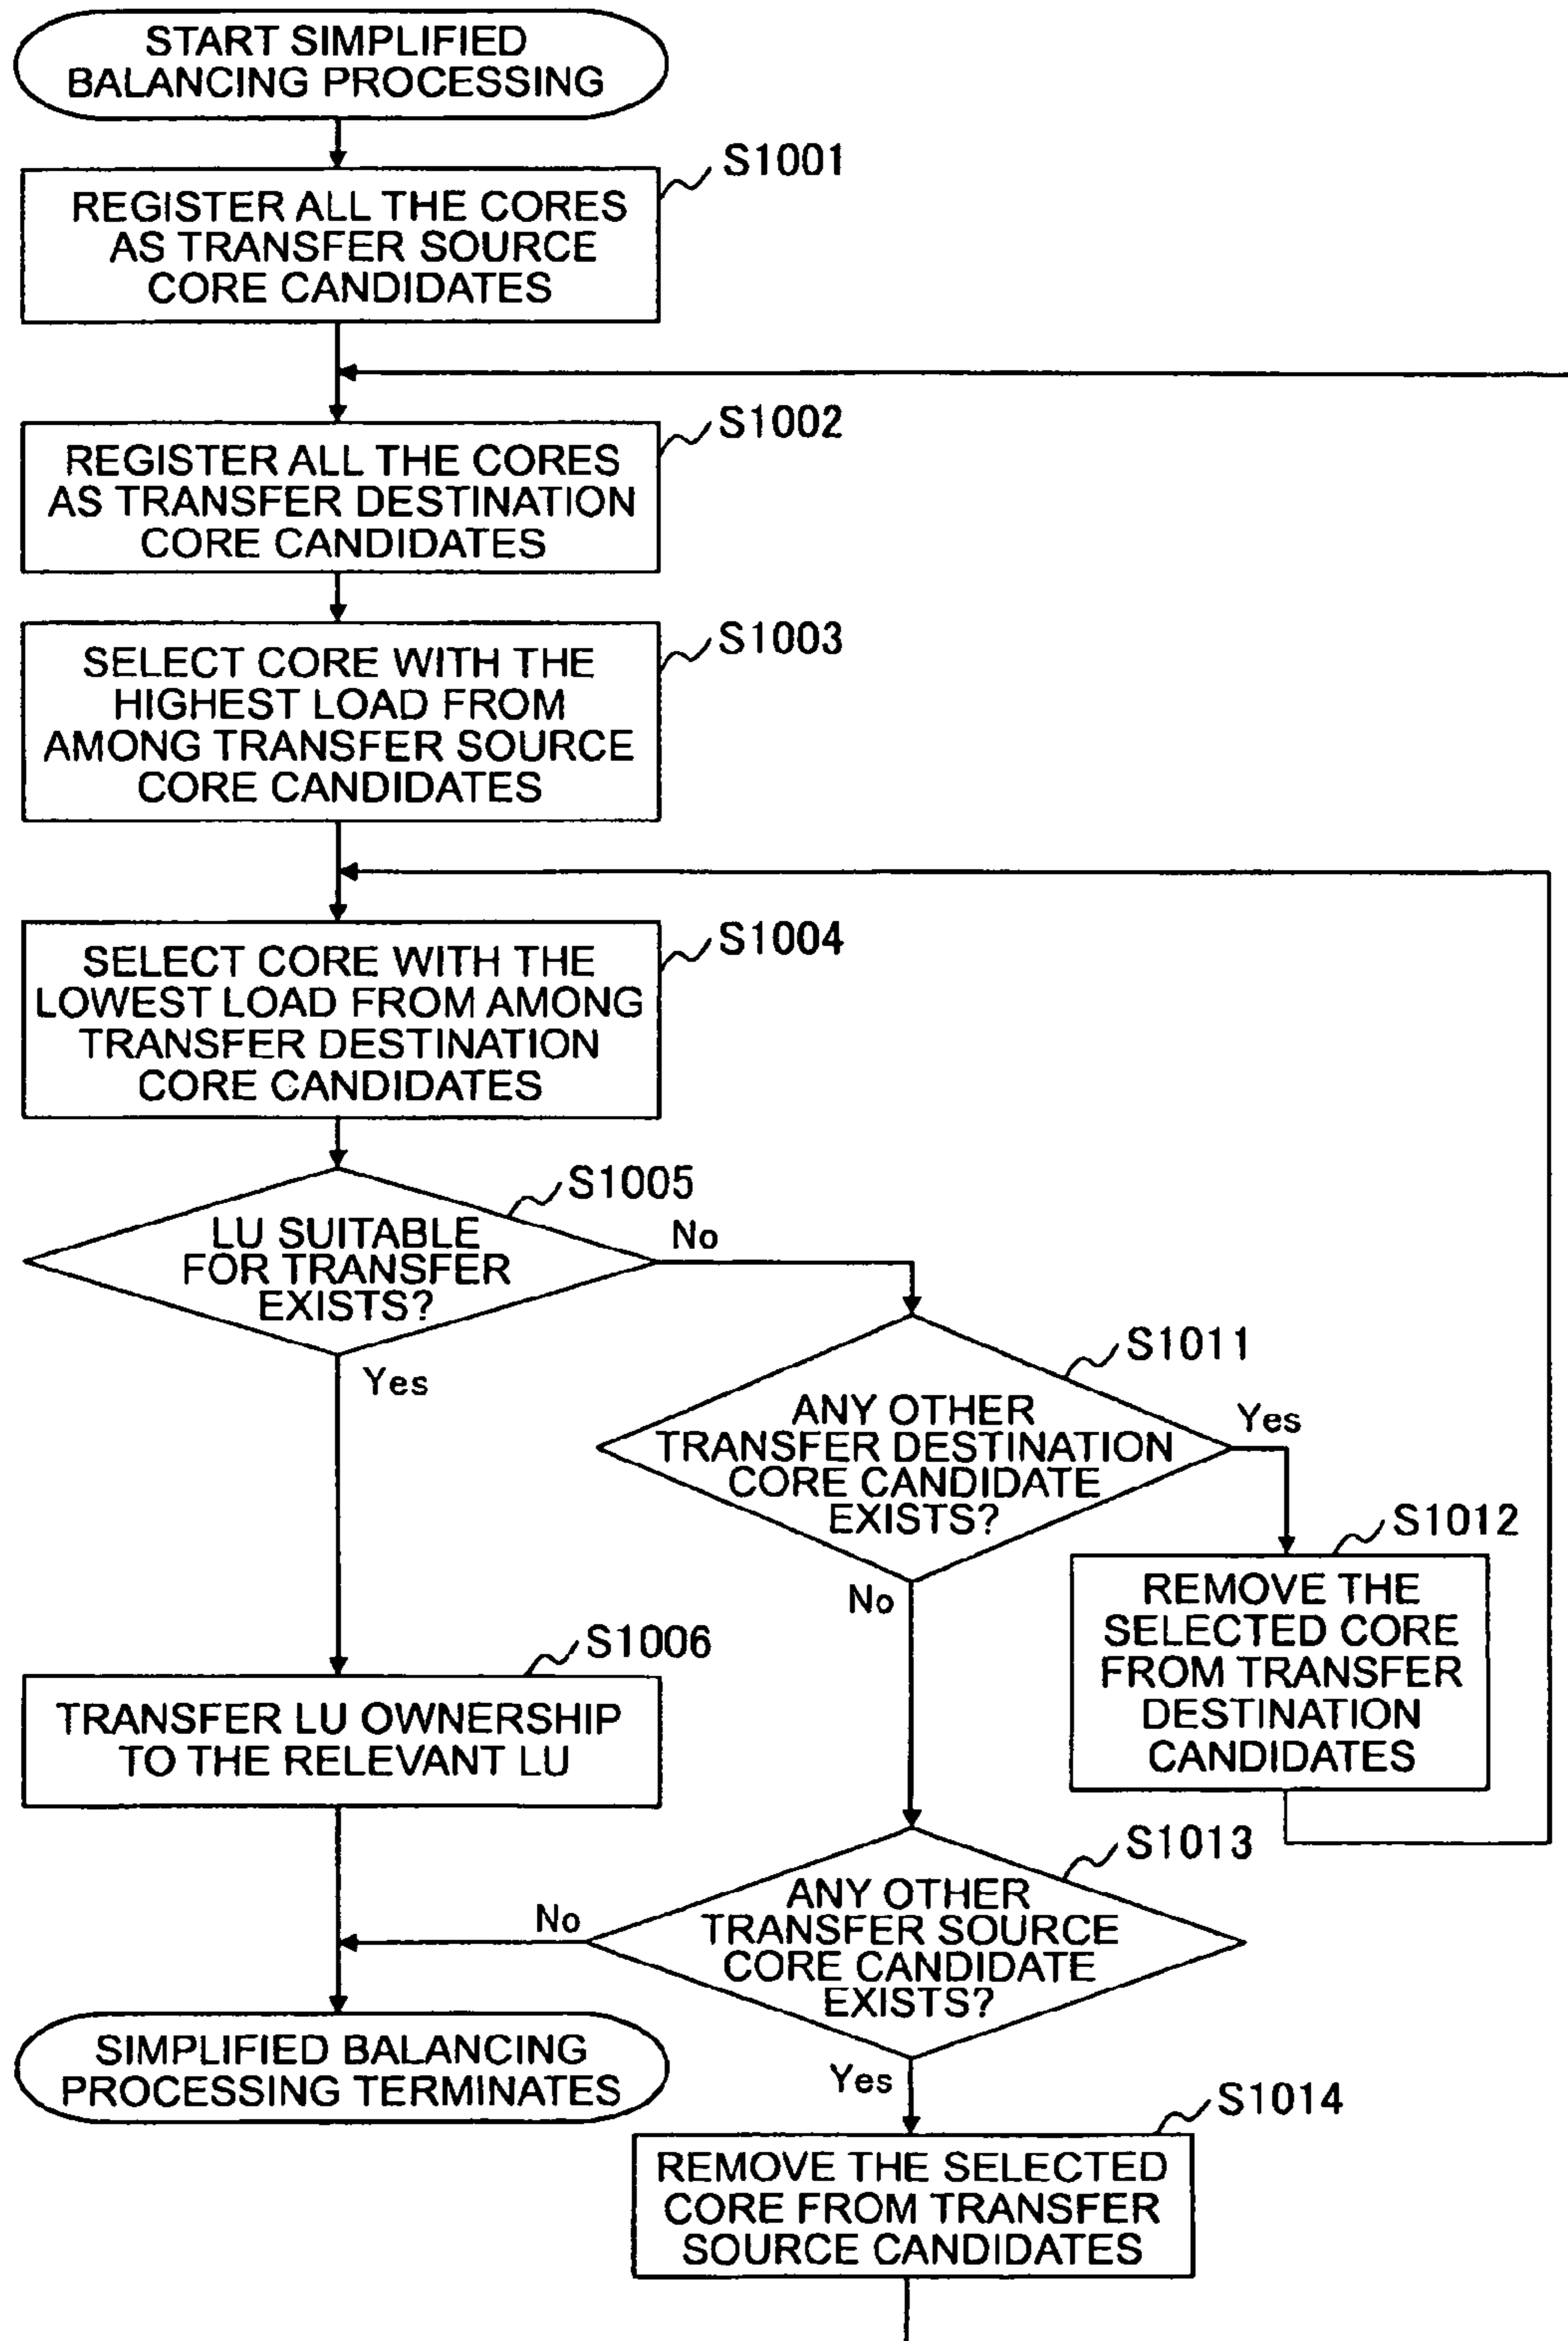 START SIMPLIFIED
BALANCING PROCESSING
S1001
REGISTER ALL THE CORES
AS TRANSFER SOURCE
CORE CANDIDATES
S1002
REGISTER ALL THE CORES
AS TRANSFER DESTINATION
CORE CANDIDATES
S1003
SELECT CORE WITH THE
HIGHEST LOAD FROM
AMONG TRANSFER SOURCE
CORE CANDIDATES
S1004
SELECT CORE WITH THE
LOWEST LOAD FROM AMONG
TRANSFER DESTINATION
CORE CANDIDATES
S1005
LU SUITABLE
FOR TRANSFER
EXISTS?
No
Yes
S1011
ANY OTHER
TRANSFER DESTINATION
CORE CANDIDATE
EXISTS?
Yes
No
S1012
REMOVE THE
SELECTED CORE
FROM TRANSFER
DESTINATION
CANDIDATES
S1006
TRANSFER LU OWNERSHIP
TO THE RELEVANT LU
S1013
ANY OTHER
TRANSFER SOURCE
CORE CANDIDATE
EXISTS?
No
Yes
SIMPLIFIED BALANCING
PROCESSING TERMINATES
S1014
REMOVE THE SELECTED
CORE FROM TRANSFER
SOURCE CANDIDATES